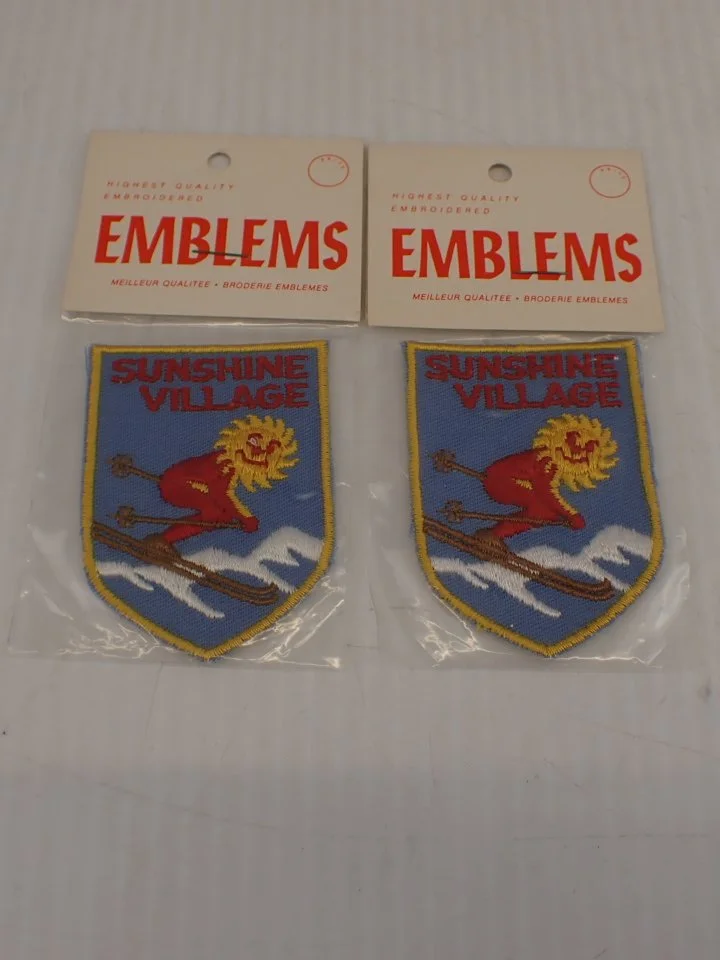 HIGHEST QUALITY
EMBROIDERED
EMBLEMS
MEILLEUR QUALITEE • BRODERIE EMBLEMES
SUNSHINE
VILLAGE
HIGHEST QUALITY
EMBROIDERED
EMBLEMS
MEILLEUR QUALITEE • BRODERIE EMBLEMES
SUNSHINE
VILLAGE